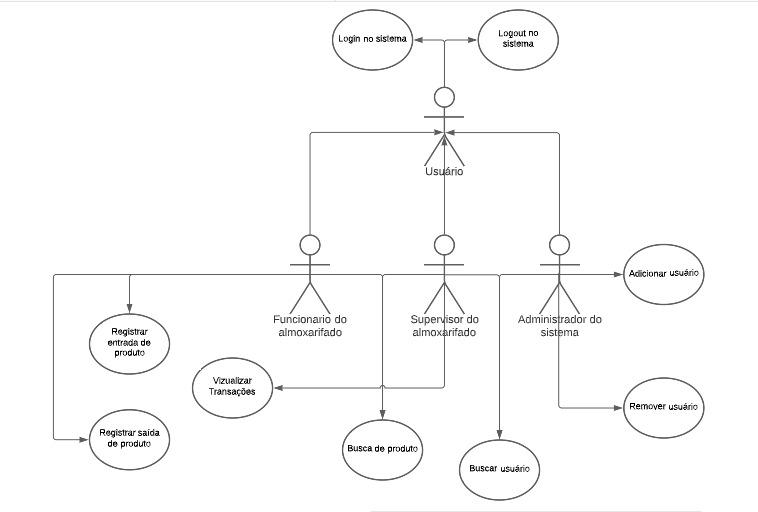 Login no sistema
Logout no
sistema
Usuário
Funcionario do
almoxarifado
Supervisor do
almoxarifado
Administrador do
sistema
Adicionar usuário
Registrar
entrada de
produto
Vizualizar
Transações
Remover usuário
Registrar saída
de produto
Busca de produto
Buscar usuário